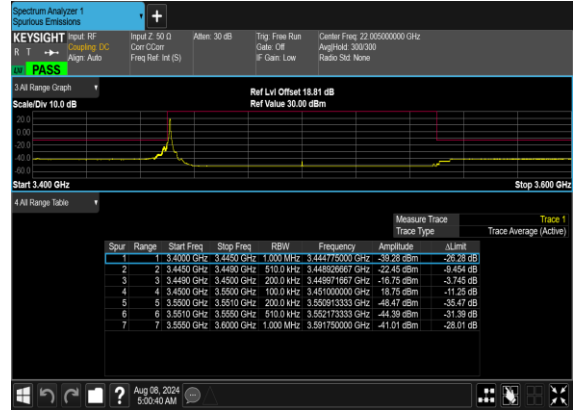 Spectrum Analyzer 1
Spurious Emissions
+
KEYSIGHT Input: RF Input Z: 50 Ω Atten: 30 dB Trig: Free Run Center Freq: 22.005000000 GHz
R T Coupling: DC Corr CCorr Gate: Off Avg|Hold: 300/300
Align: Auto Freq Ref: Int (S) IF Gain: Low Radio Std: None
PASS
3 All Range Graph
Ref Lvl Offset 18.81 dB
Scale/Div 10.0 dB Ref Value 30.00 dBm
20.0
0.00
-20.0
-40.0
-60.0
Start 3.400 GHz Stop 3.600 GHz
4 All Range Table
Measure Trace Trace 1
Trace Type Trace Average (Active)
Spur Range Start Freq Stop Freq RBW Frequency Amplitude ΔLimit
1 1 3.4000 GHz 3.4450 GHz 1.000 MHz 3.444775000 GHz -39.28 dBm -26.28 dB
2 2 3.4450 GHz 3.4490 GHz 510.0 kHz 3.448926667 GHz -22.45 dBm -9.454 dB
3 3 3.4490 GHz 3.4500 GHz 200.0 kHz 3.449971667 GHz -16.75 dBm -3.745 dB
4 4 3.4500 GHz 3.5500 GHz 100.0 kHz 3.451000000 GHz 18.75 dBm -11.25 dB
5 5 3.5500 GHz 3.5510 GHz 200.0 kHz 3.550913333 GHz -48.47 dBm -35.47 dB
6 6 3.5510 GHz 3.5550 GHz 510.0 kHz 3.552173333 GHz -44.39 dBm -31.39 dB
7 7 3.5550 GHz 3.6000 GHz 1.000 MHz 3.591750000 GHz -41.01 dBm -28.01 dB
? Aug 08, 2024
5:00:40 AM